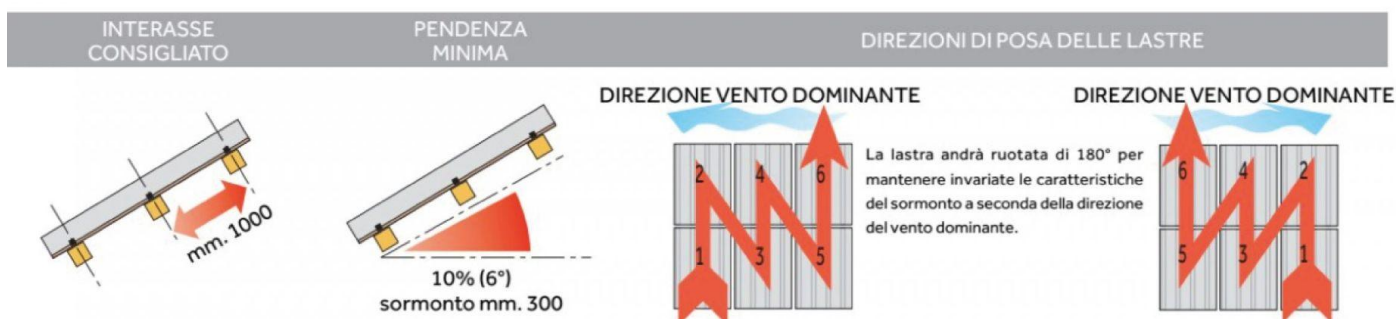 INTERASSE
CONSIGLIATO
PENDENZA
MINIMA
DIREZIONI DI POSA DELLE LASTRE
mm. 1000
10% (6°)
sormonto mm. 300
DIREZIONE VENTO DOMINANTE
2 4 6
1 3 5
La lastra andrà ruotata di 180° per
mantenere invariate le caratteristiche
del sormonto a seconda della direzione
del vento dominante.
DIREZIONE VENTO DOMINANTE
6 4 2
5 3 1